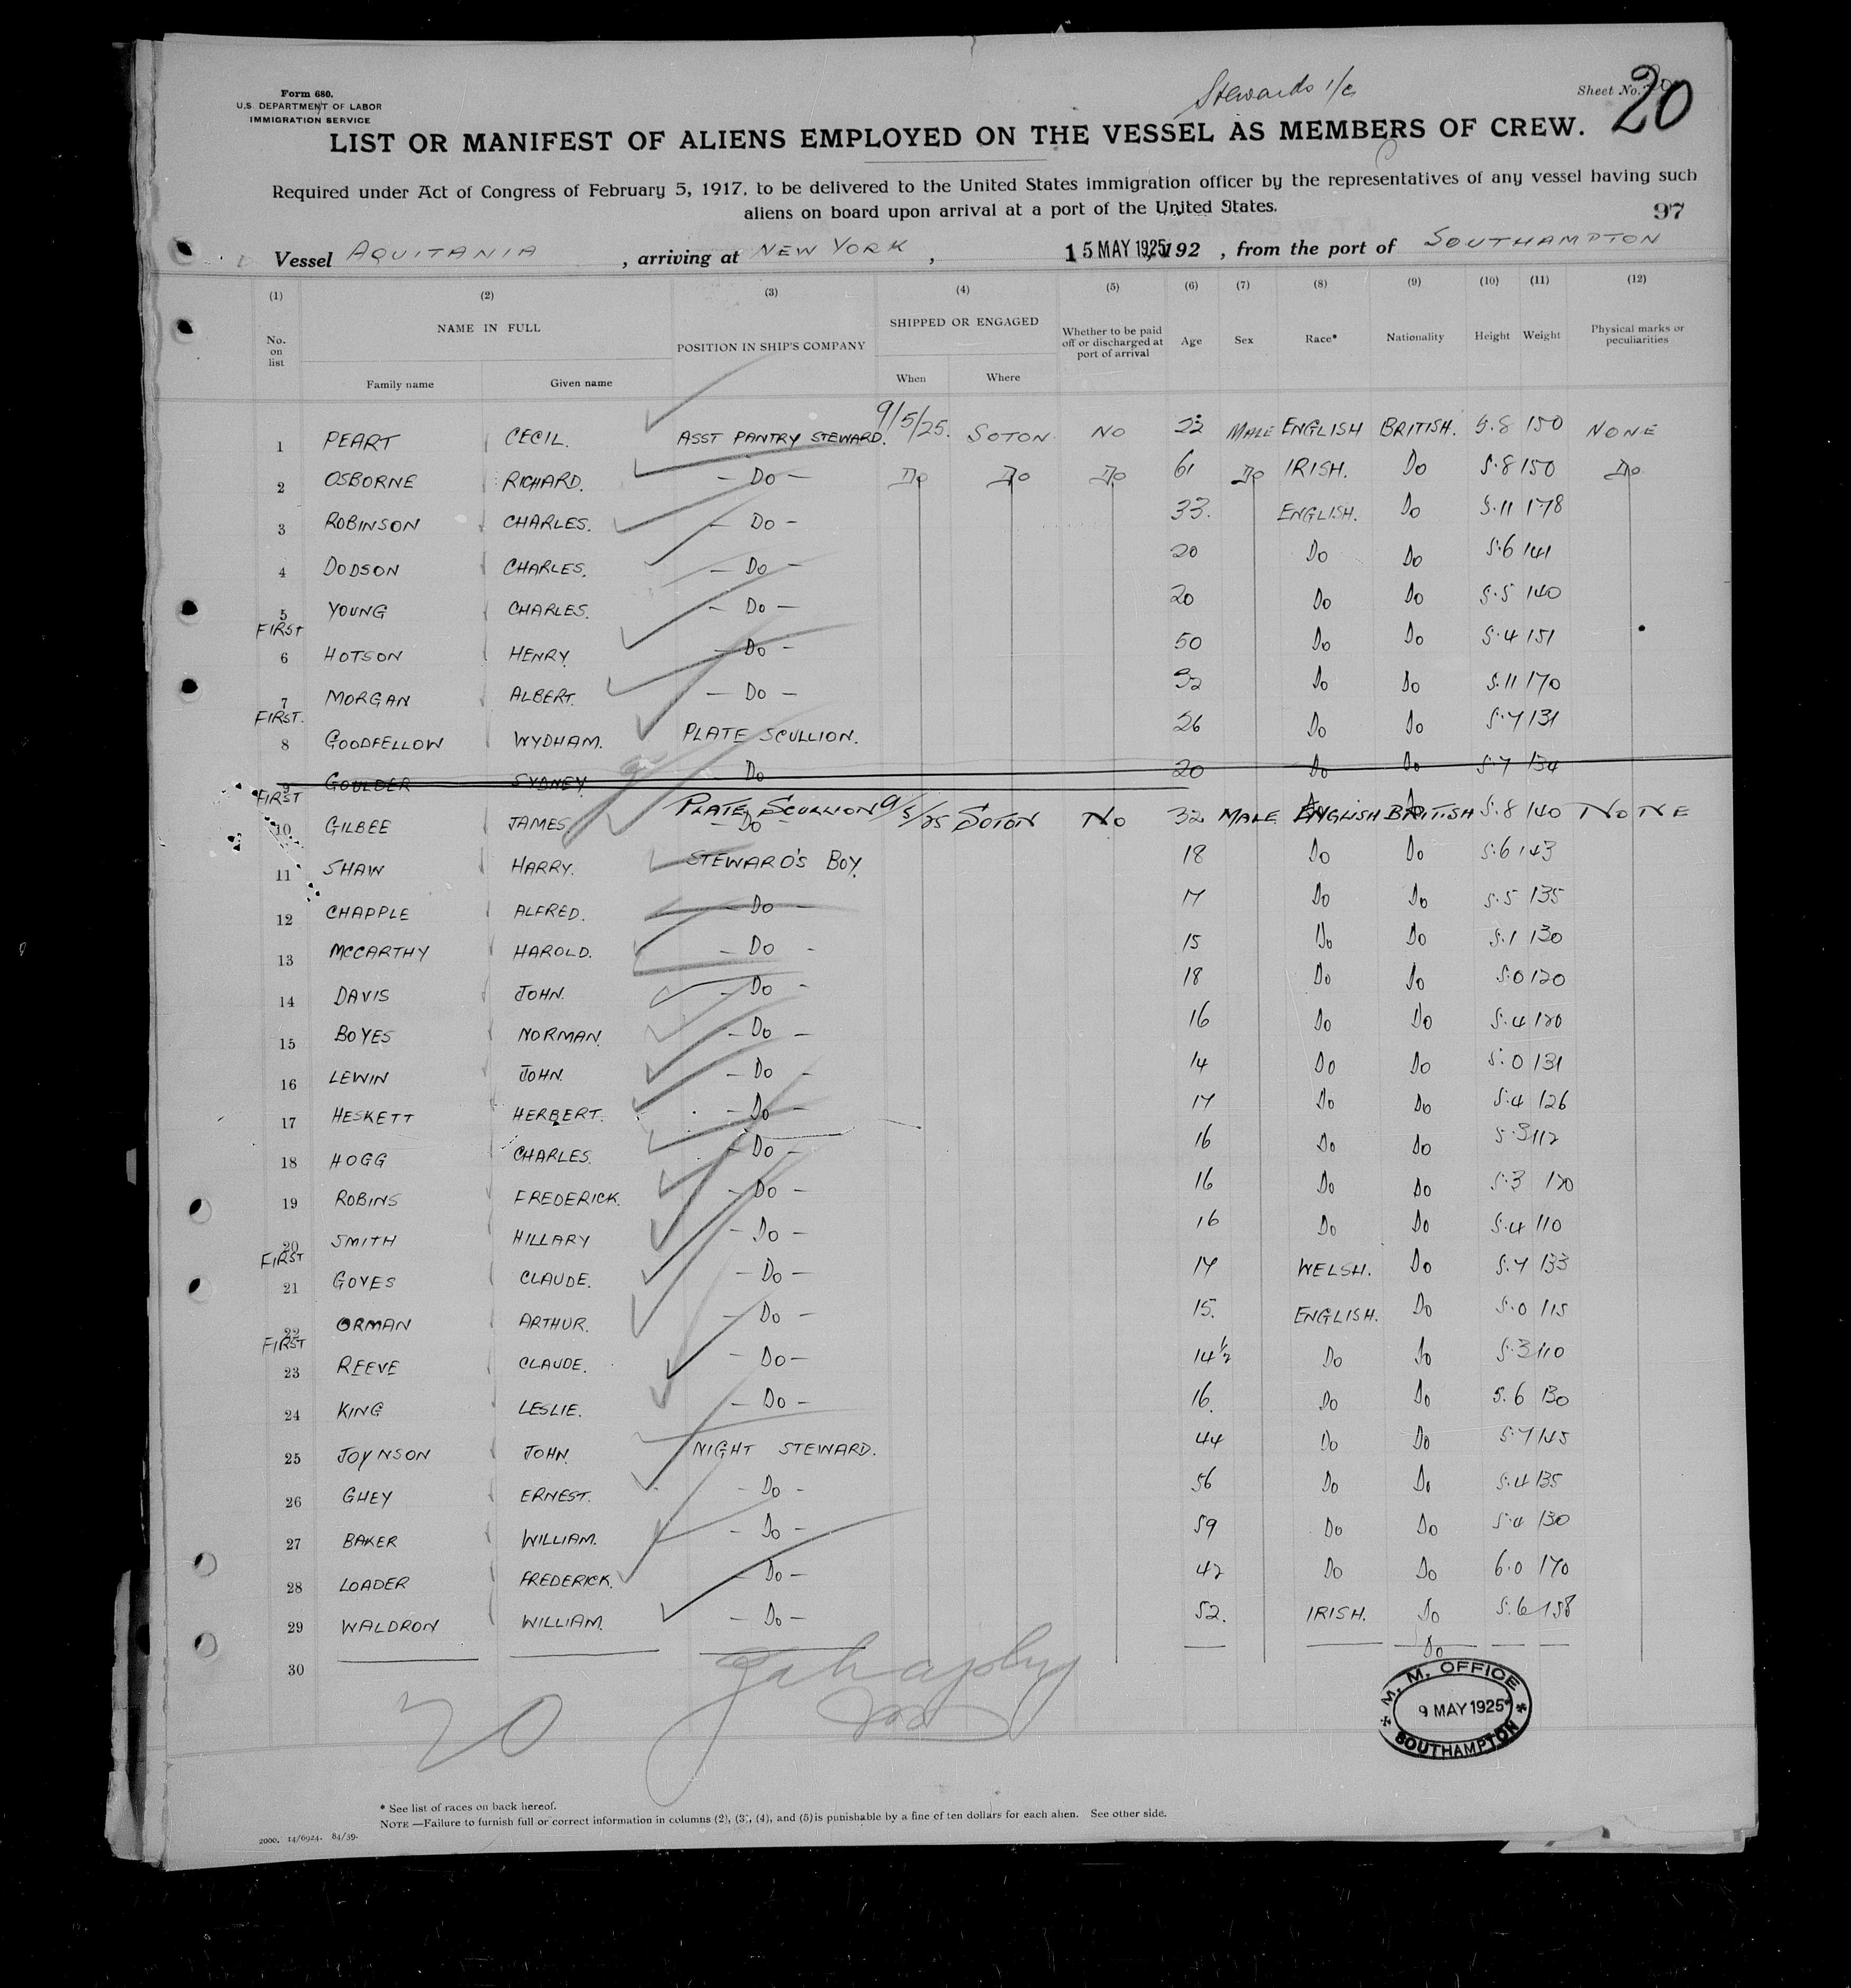 Stewards 1/c
Form 680.
U.S. DEPARTMENT OF LABOR
IMMIGRATION SERVICE
Sheet No. 20
LIST OR MANIFEST OF ALIENS EMPLOYED ON THE VESSEL AS MEMBERS OF CREW.
Required under Act of Congress of February 5, 1917, to be delivered to the United States immigration officer by the representatives of any vessel having such
aliens on board upon arrival at a port of the United States.
97
Vessel AQUITANIA, arriving at NEW YORK, 15 MAY 1925, 192 , from the port of SOUTHAMPTON
(1) (2) (3) (4) (5) (6) (7) (8) (9) (10) (11) (12)
No. on list NAME IN FULL POSITION IN SHIP'S COMPANY SHIPPED OR ENGAGED Whether to be paid off or discharged at port of arrival Age Sex Race* Nationality Height Weight Physical marks or peculiarities
Family name Given name When Where
1 PEART CECIL. ASST PANTRY STEWARD. 9/5/25. SOTON NO 22 MALE ENGLISH BRITISH. 5.8 150 NONE
2 OSBORNE RICHARD. - Do - Do Do Do 61 Do IRISH. Do 5.8 150 Do
3 ROBINSON CHARLES. - Do - 33. ENGLISH. Do 5.11 178
4 DODSON CHARLES. - Do - 20 Do Do 5.6 141
5 YOUNG CHARLES. - Do - 20 Do Do 5.5 140
FIRST
6 HOTSON HENRY. - Do - 50 Do Do 5.4 151
7 MORGAN ALBERT. - Do - 32 Do Do 5.11 170
FIRST.
8 GOODFELLOW WYDHAM. PLATE SCULLION. 26 Do Do 5.7 131
9 GOULDER SYDNEY. Do 20 Do Do 5.7 134
FIRST
10 GILBEE JAMES. PLATE SCULLION 9/5/25 SOTON No 32 MALE ENGLISH BRITISH 5.8 140 NONE
- Do - Do Do
11 SHAW HARRY. STEWARD'S BOY. 18 Do Do 5.6 143
12 CHAPPLE ALFRED. - Do - 17 Do Do 5.5 135
13 MCCARTHY HAROLD. - Do - 15 Do Do 5.1 130
14 DAVIS JOHN. - Do - 18 Do Do 5.0 120
15 BOYES NORMAN. - Do - 16 Do Do 5.4 120
16 LEWIN JOHN. - Do - 14 Do Do 5.0 131
17 HESKETT HERBERT. - Do - 17 Do Do 5.4 126
18 HOGG CHARLES. - Do - 16 Do Do 5.3 112
19 ROBINS FREDERICK. - Do - 16 Do Do 5.3 120
20 SMITH HILLARY - Do - 16 Do Do 5.4 110
FIRST
21 GOVES CLAUDE. - Do - 17 WELSH. Do 5.7 133
22 ORMAN ARTHUR. - Do - 15. ENGLISH. Do 5.0 115
FIRST
23 REEVE CLAUDE. - Do - 14½ Do Do 5.3 110
24 KING LESLIE. - Do - 16. Do Do 5.6 130
25 JOYNSON JOHN. NIGHT STEWARD. 44 Do Do 5.7 145
26 GHEY ERNEST. - Do - 56 Do Do 5.4 135
27 BAKER WILLIAM. - Do - 59 Do Do 5.4 130
28 LOADER FREDERICK. - Do - 42 Do Do 6.0 170
29 WALDRON WILLIAM. - Do - 52. IRISH. Do 5.6 158
30 Do
20
M. M. OFFICE
9 MAY 1925
SOUTHAMPTON
* See list of races on back hereof.
NOTE —Failure to furnish full or correct information in columns (2), (3), (4), and (5) is punishable by a fine of ten dollars for each alien. See other side.
2000. 14/6924. 84/39.